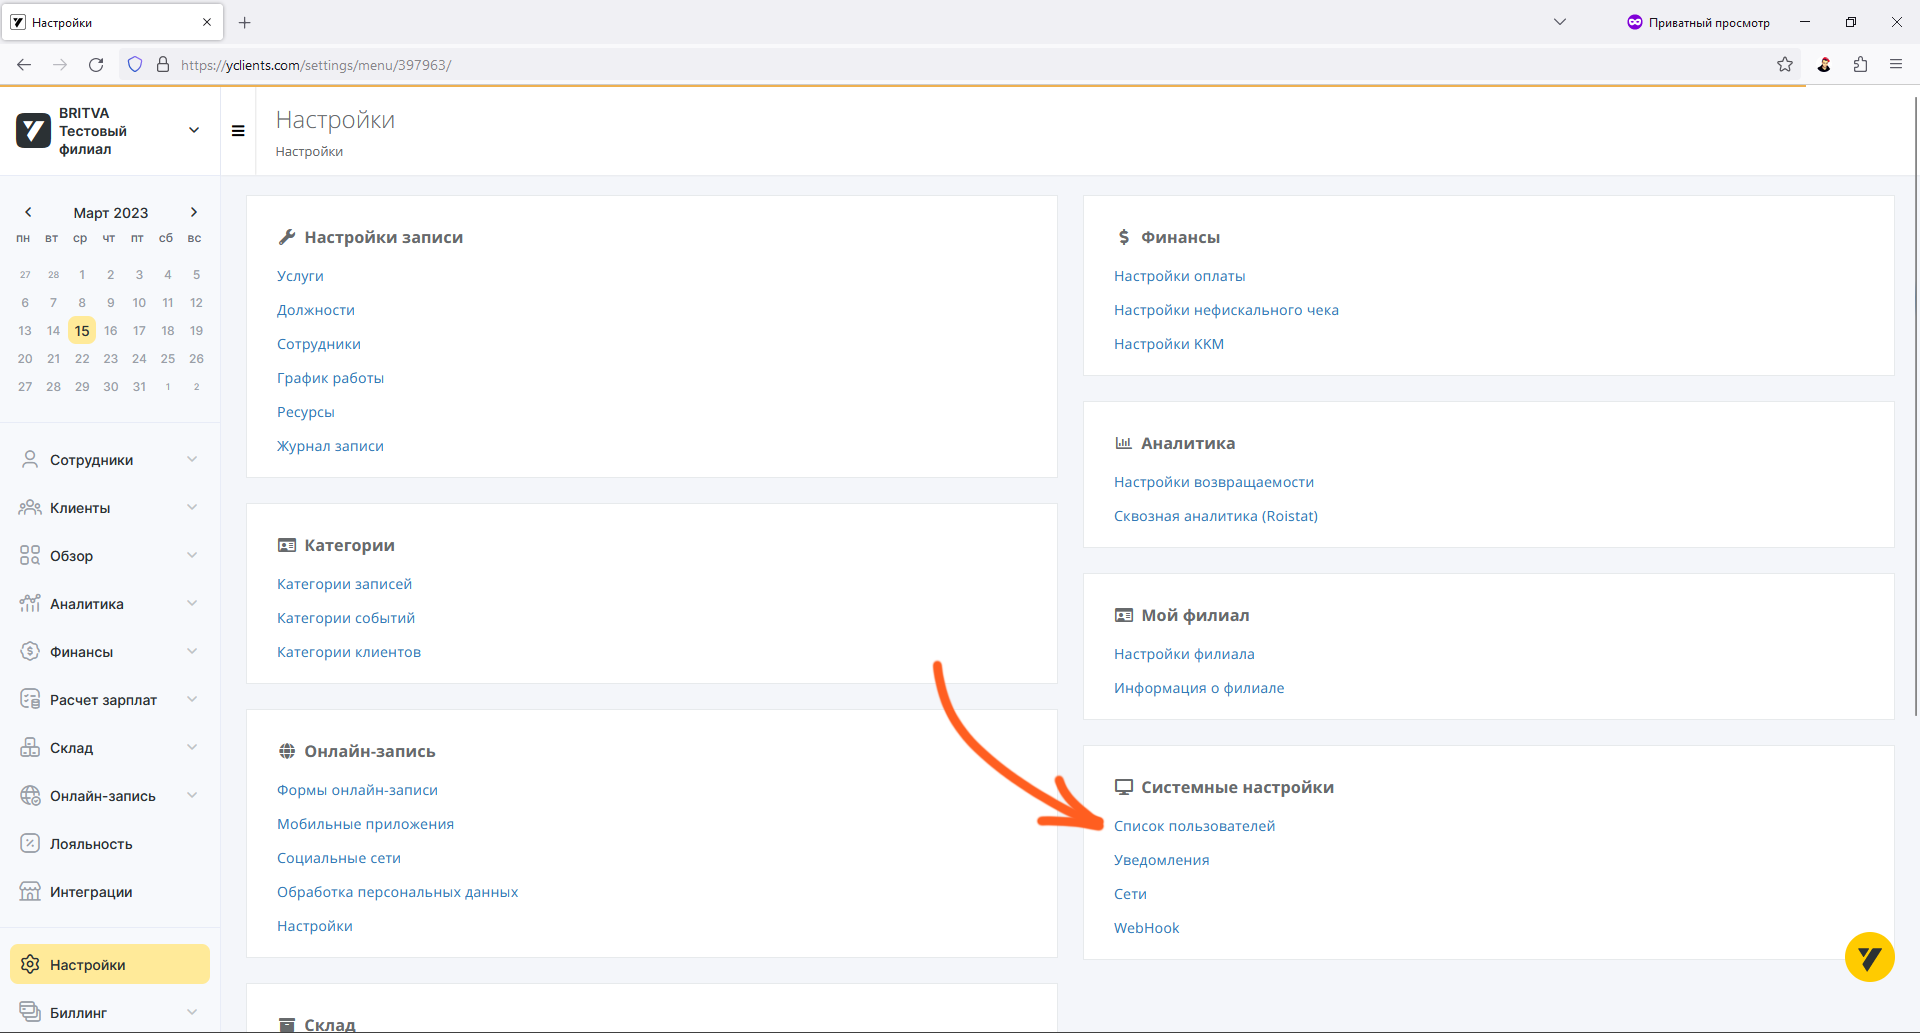 Настройки
Приватный просмотр
https://yclients.com/settings/menu/397963/
BRITVA
Тестовый
филиал
Настройки
Настройки
Март 2023
пн вт ср чт пт сб вс
27 28 1 2 3 4 5
6 7 8 9 10 11 12
13 14 15 16 17 18 19
20 21 22 23 24 25 26
27 28 29 30 31 1 2
Сотрудники
Клиенты
Обзор
Аналитика
Финансы
Расчет зарплат
Склад
Онлайн-запись
Лояльность
Интеграции
Настройки
Биллинг
Настройки записи
Услуги
Должности
Сотрудники
График работы
Ресурсы
Журнал записи
Категории
Категории записей
Категории событий
Категории клиентов
Онлайн-запись
Формы онлайн-записи
Мобильные приложения
Социальные сети
Обработка персональных данных
Настройки
Склад
Финансы
Настройки оплаты
Настройки нефискального чека
Настройки ККМ
Аналитика
Настройки возвращаемости
Сквозная аналитика (Roistat)
Мой филиал
Настройки филиала
Информация о филиале
Системные настройки
Список пользователей
Уведомления
Сети
WebHook